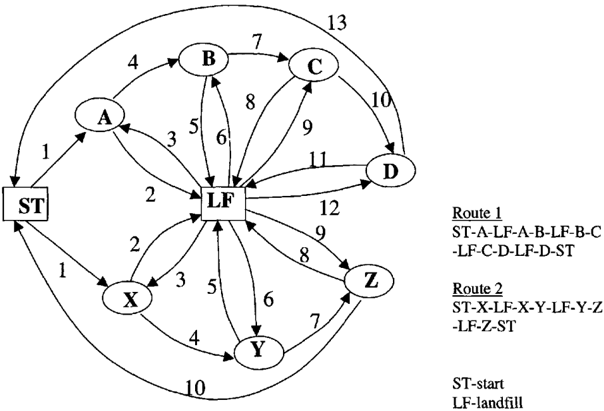 13
B
7
C
4
A
5
6
8
9
10
3
1
11
D
2
ST
LF
12
2
9
8
1
X
3
5
6
Z
4
7
Y
10
Route 1
ST-A-LF-A-B-LF-B-C
-LF-C-D-LF-D-ST
Route 2
ST-X-LF-X-Y-LF-Y-Z
-LF-Z-ST
ST-start
LF-landfill